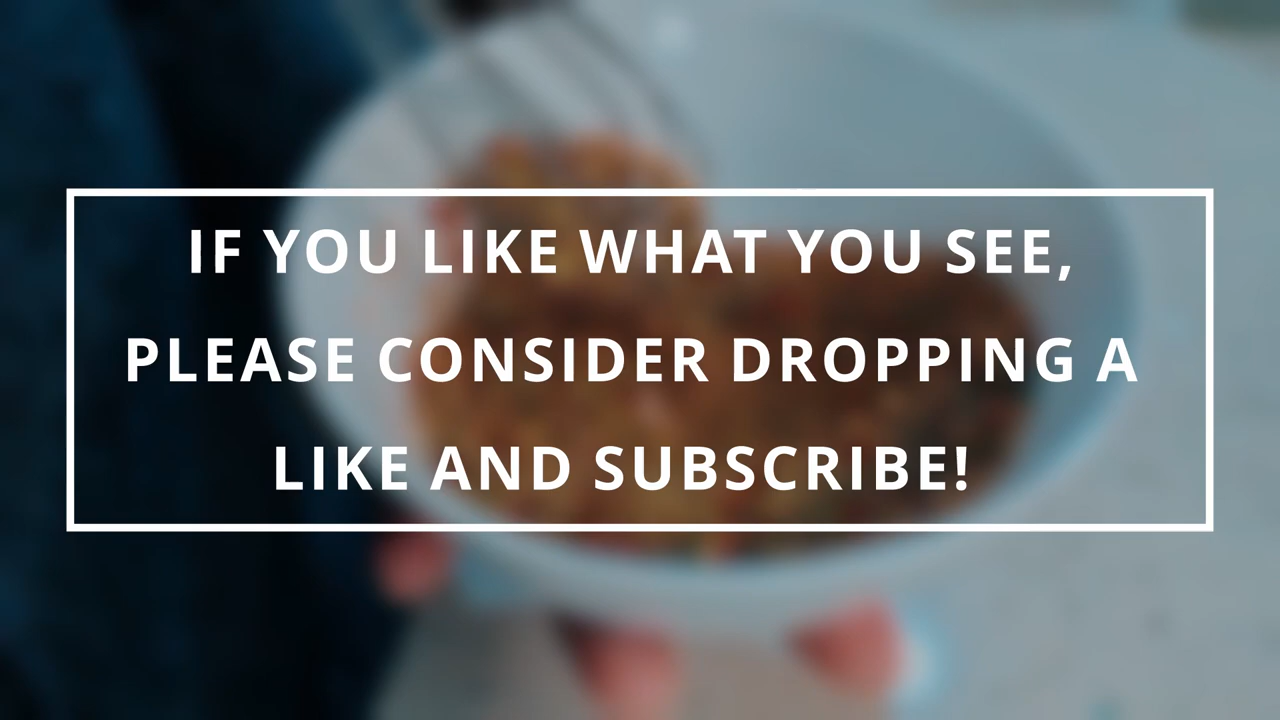 IF YOU LIKE WHAT YOU SEE,
PLEASE CONSIDER DROPPING A
LIKE AND SUBSCRIBE!